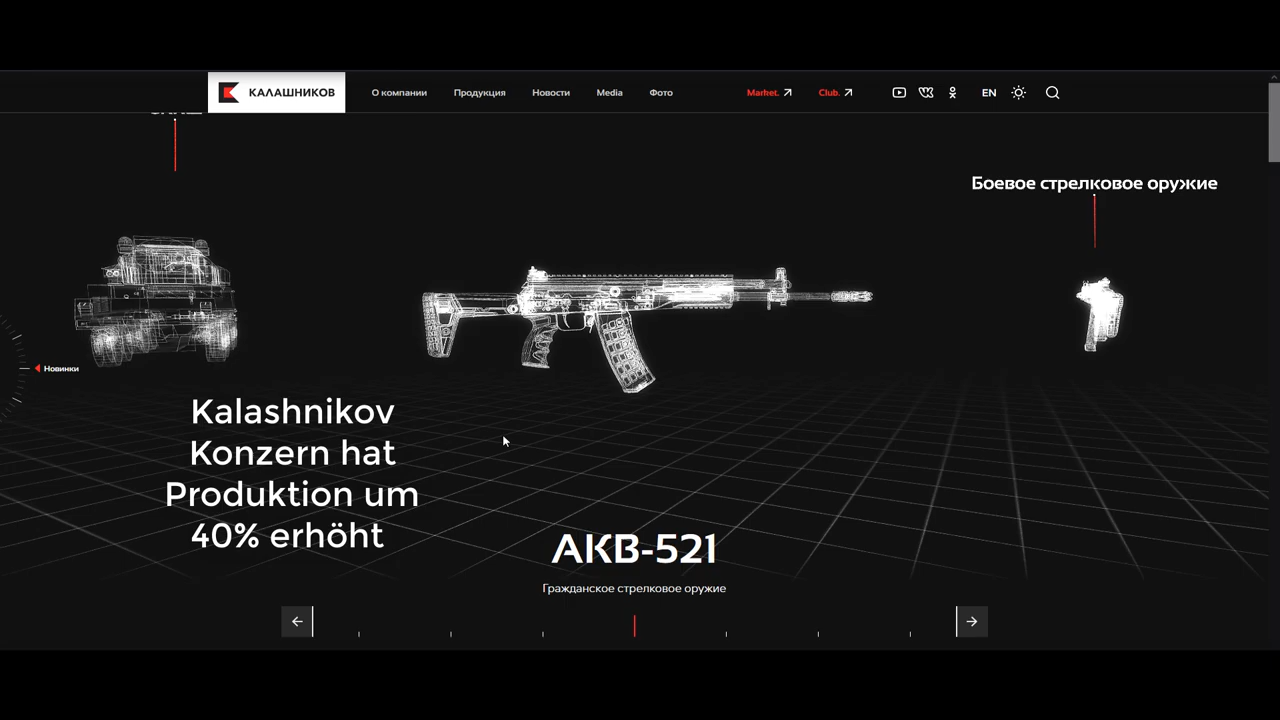 КАЛАШНИКОВ
О компании
Продукция
Новости
Media
Фото
Market.
Club.
EN
Боевое стрелковое оружие
Новинки
Kalashnikov
Konzern hat
Produktion um
40% erhöht
АКВ-521
Гражданское стрелковое оружие